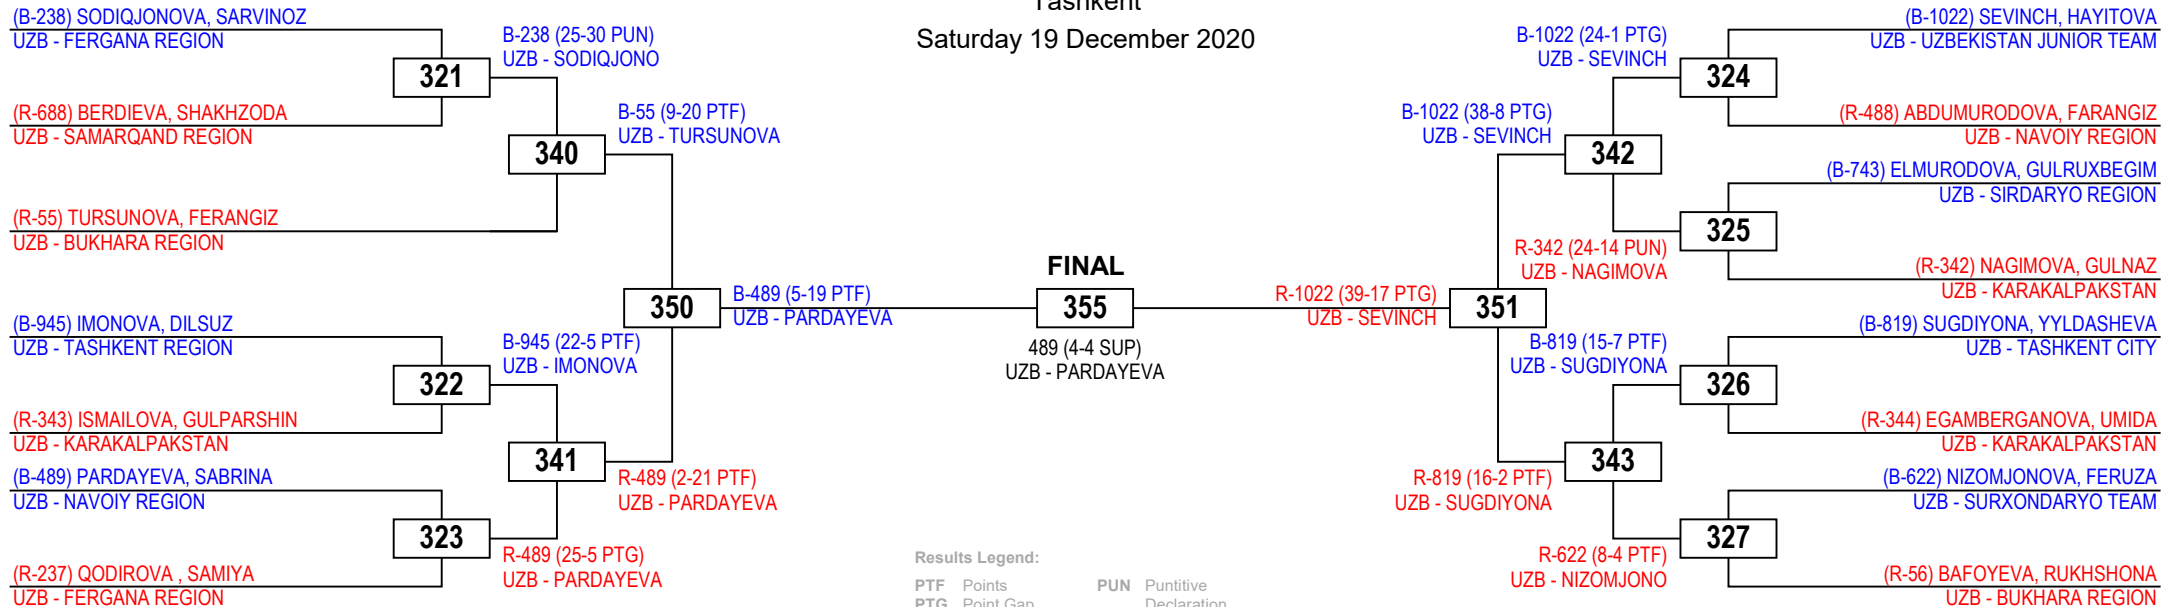 Tashkent
Saturday 19 December 2020
(B-238) SODIQJONOVA, SARVINOZ
UZB - FERGANA REGION
321
(R-688) BERDIEVA, SHAKHZODA
UZB - SAMARQAND REGION
B-238 (25-30 PUN)
UZB - SODIQJONO
340
(R-55) TURSUNOVA, FERANGIZ
UZB - BUKHARA REGION
B-55 (9-20 PTF)
UZB - TURSUNOVA
(B-945) IMONOVA, DILSUZ
UZB - TASHKENT REGION
322
(R-343) ISMAILOVA, GULPARSHIN
UZB - KARAKALPAKSTAN
B-945 (22-5 PTF)
UZB - IMONOVA
341
(B-489) PARDAYEVA, SABRINA
UZB - NAVOIY REGION
323
(R-237) QODIROVA , SAMIYA
UZB - FERGANA REGION
R-489 (25-5 PTG)
UZB - PARDAYEVA
R-489 (2-21 PTF)
UZB - PARDAYEVA
350
B-489 (5-19 PTF)
UZB - PARDAYEVA
FINAL
355
489 (4-4 SUP)
UZB - PARDAYEVA
R-1022 (39-17 PTG)
UZB - SEVINCH
351
B-1022 (38-8 PTG)
UZB - SEVINCH
342
B-1022 (24-1 PTG)
UZB - SEVINCH
324
(B-1022) SEVINCH, HAYITOVA
UZB - UZBEKISTAN JUNIOR TEAM
(R-488) ABDUMURODOVA, FARANGIZ
UZB - NAVOIY REGION
(B-743) ELMURODOVA, GULRUXBEGIM
UZB - SIRDARYO REGION
325
R-342 (24-14 PUN)
UZB - NAGIMOVA
(R-342) NAGIMOVA, GULNAZ
UZB - KARAKALPAKSTAN
(B-819) SUGDIYONA, YYLDASHEVA
UZB - TASHKENT CITY
B-819 (15-7 PTF)
UZB - SUGDIYONA
326
(R-344) EGAMBERGANOVA, UMIDA
UZB - KARAKALPAKSTAN
343
R-819 (16-2 PTF)
UZB - SUGDIYONA
(B-622) NIZOMJONOVA, FERUZA
UZB - SURXONDARYO TEAM
327
R-622 (8-4 PTF)
UZB - NIZOMJONO
(R-56) BAFOYEVA, RUKHSHONA
UZB - BUKHARA REGION
Results Legend:
PTF Points PUN Puntitive
PTG Point Gap Declaration